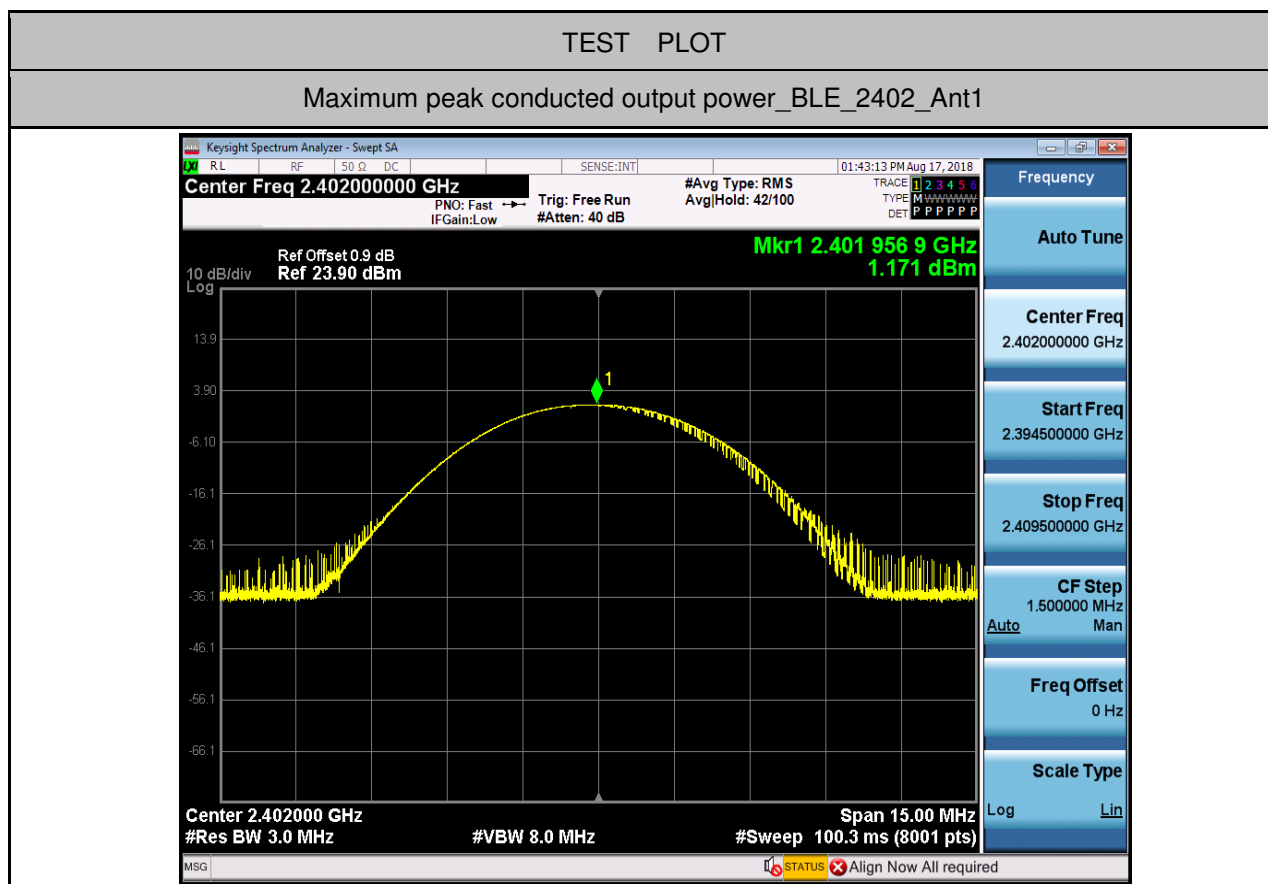 TEST PLOT
Maximum peak conducted output power_BLE_2402_Ant1
Keysight Spectrum Analyzer - Swept SA
LXI RL RF 50 Ω DC SENSE:INT 01:43:13 PM Aug 17, 2018
Center Freq 2.402000000 GHz
PNO: Fast
IFGain:Low
Trig: Free Run
#Atten: 40 dB
#Avg Type: RMS
Avg|Hold: 42/100
TRACE 1 2 3 4 5 6
TYPE M WWWWW
DET P P P P P P
Mkr1 2.401 956 9 GHz
1.171 dBm
Ref Offset 0.9 dB
10 dB/div Ref 23.90 dBm
Log
13.9
3.90
-6.10
-16.1
-26.1
-36.1
-46.1
-56.1
-66.1
1
Center 2.402000 GHz Span 15.00 MHz
#Res BW 3.0 MHz #VBW 8.0 MHz #Sweep 100.3 ms (8001 pts)
MSG STATUS Align Now All required
Frequency
Auto Tune
Center Freq
2.402000000 GHz
Start Freq
2.394500000 GHz
Stop Freq
2.409500000 GHz
CF Step
1.500000 MHz
Auto Man
Freq Offset
0 Hz
Scale Type
Log Lin